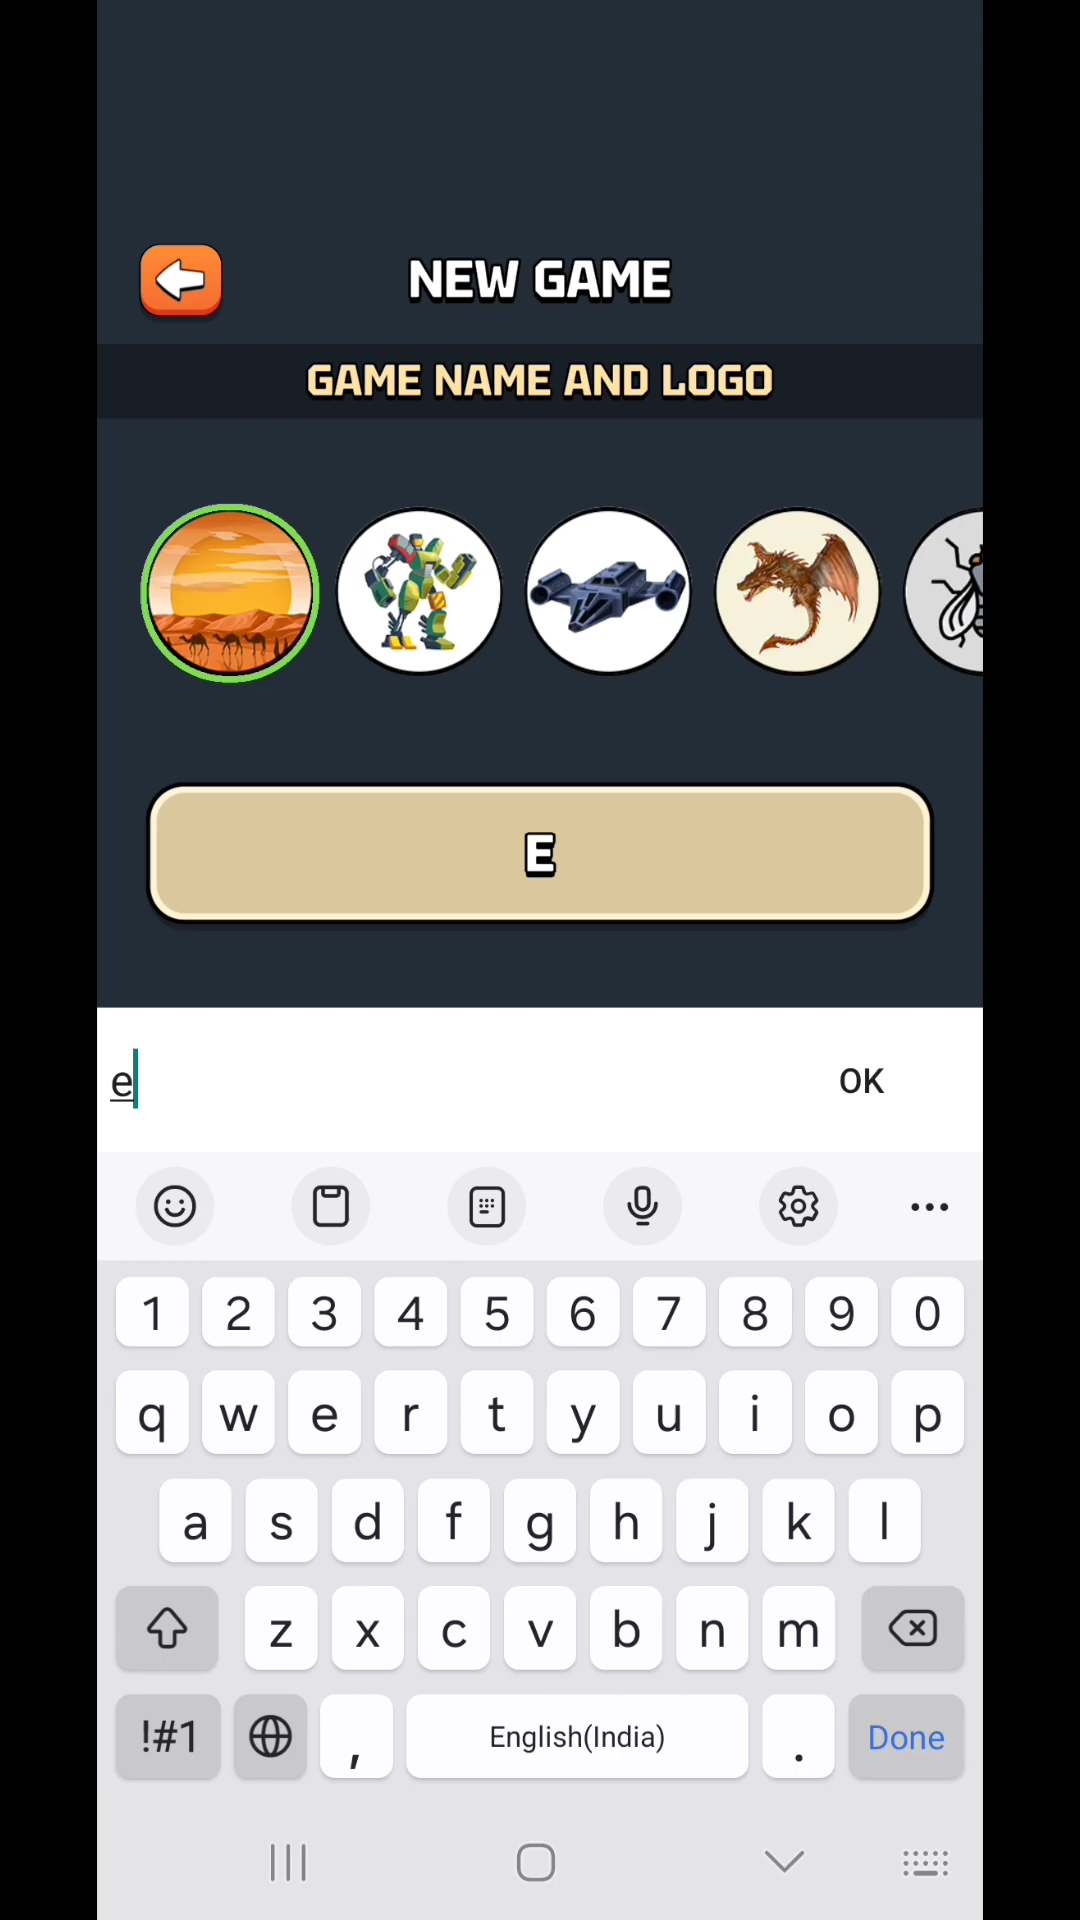 NEW GAME
GAME NAME AND LOGO
E
e
OK
1 2 3 4 5 6 7 8 9 0
q w e r t y u i o p
a s d f g h j k l
z x c v b n m
!#1 , English(India) . Done